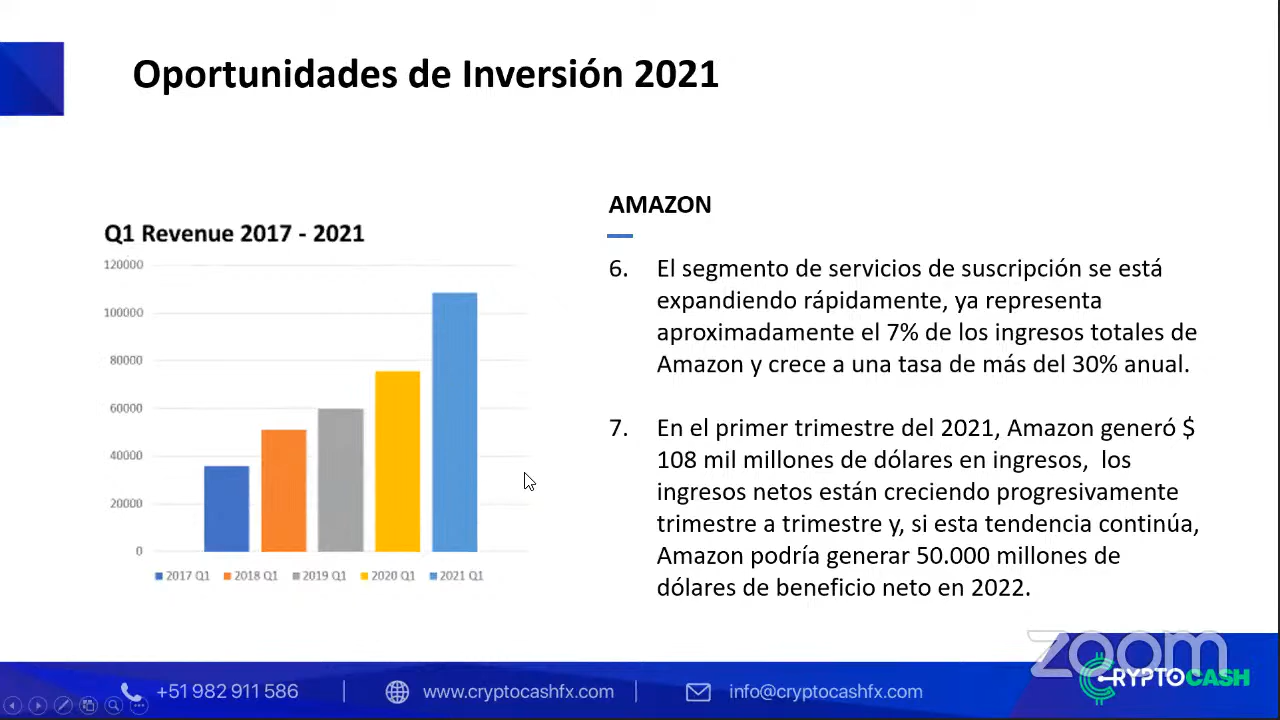 Oportunidades de Inversión 2021
Q1 Revenue 2017 - 2021
120000
100000
80000
60000
40000
20000
0
2017 Q1 2018 Q1 2019 Q1 2020 Q1 2021 Q1
AMAZON
6. El segmento de servicios de suscripción se está
expandiendo rápidamente, ya representa
aproximadamente el 7% de los ingresos totales de
Amazon y crece a una tasa de más del 30% anual.
7. En el primer trimestre del 2021, Amazon generó $
108 mil millones de dólares en ingresos, los
ingresos netos están creciendo progresivamente
trimestre a trimestre y, si esta tendencia continúa,
Amazon podría generar 50.000 millones de
dólares de beneficio neto en 2022.
zoom
+51 982 911 586 www.cryptocashfx.com info@cryptocashfx.com CRYPTOCASH